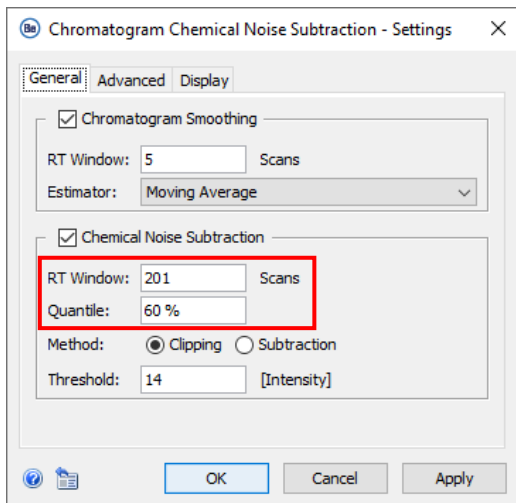 Be Chromatogram Chemical Noise Subtraction - Settings
General Advanced Display
Chromatogram Smoothing
RT Window: 5 Scans
Estimator: Moving Average
Chemical Noise Subtraction
RT Window: 201 Scans
Quantile: 60 %
Method: Clipping Subtraction
Threshold: 14 [Intensity]
? OK Cancel Apply